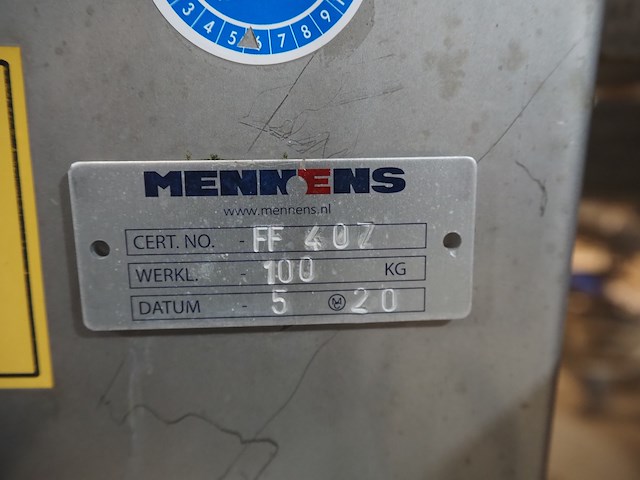 3 4 5 6 7 8 9
MENNENS
www.mennens.nl
CERT. NO. - FF 407
WERKL. - 100 KG
DATUM - 5 20